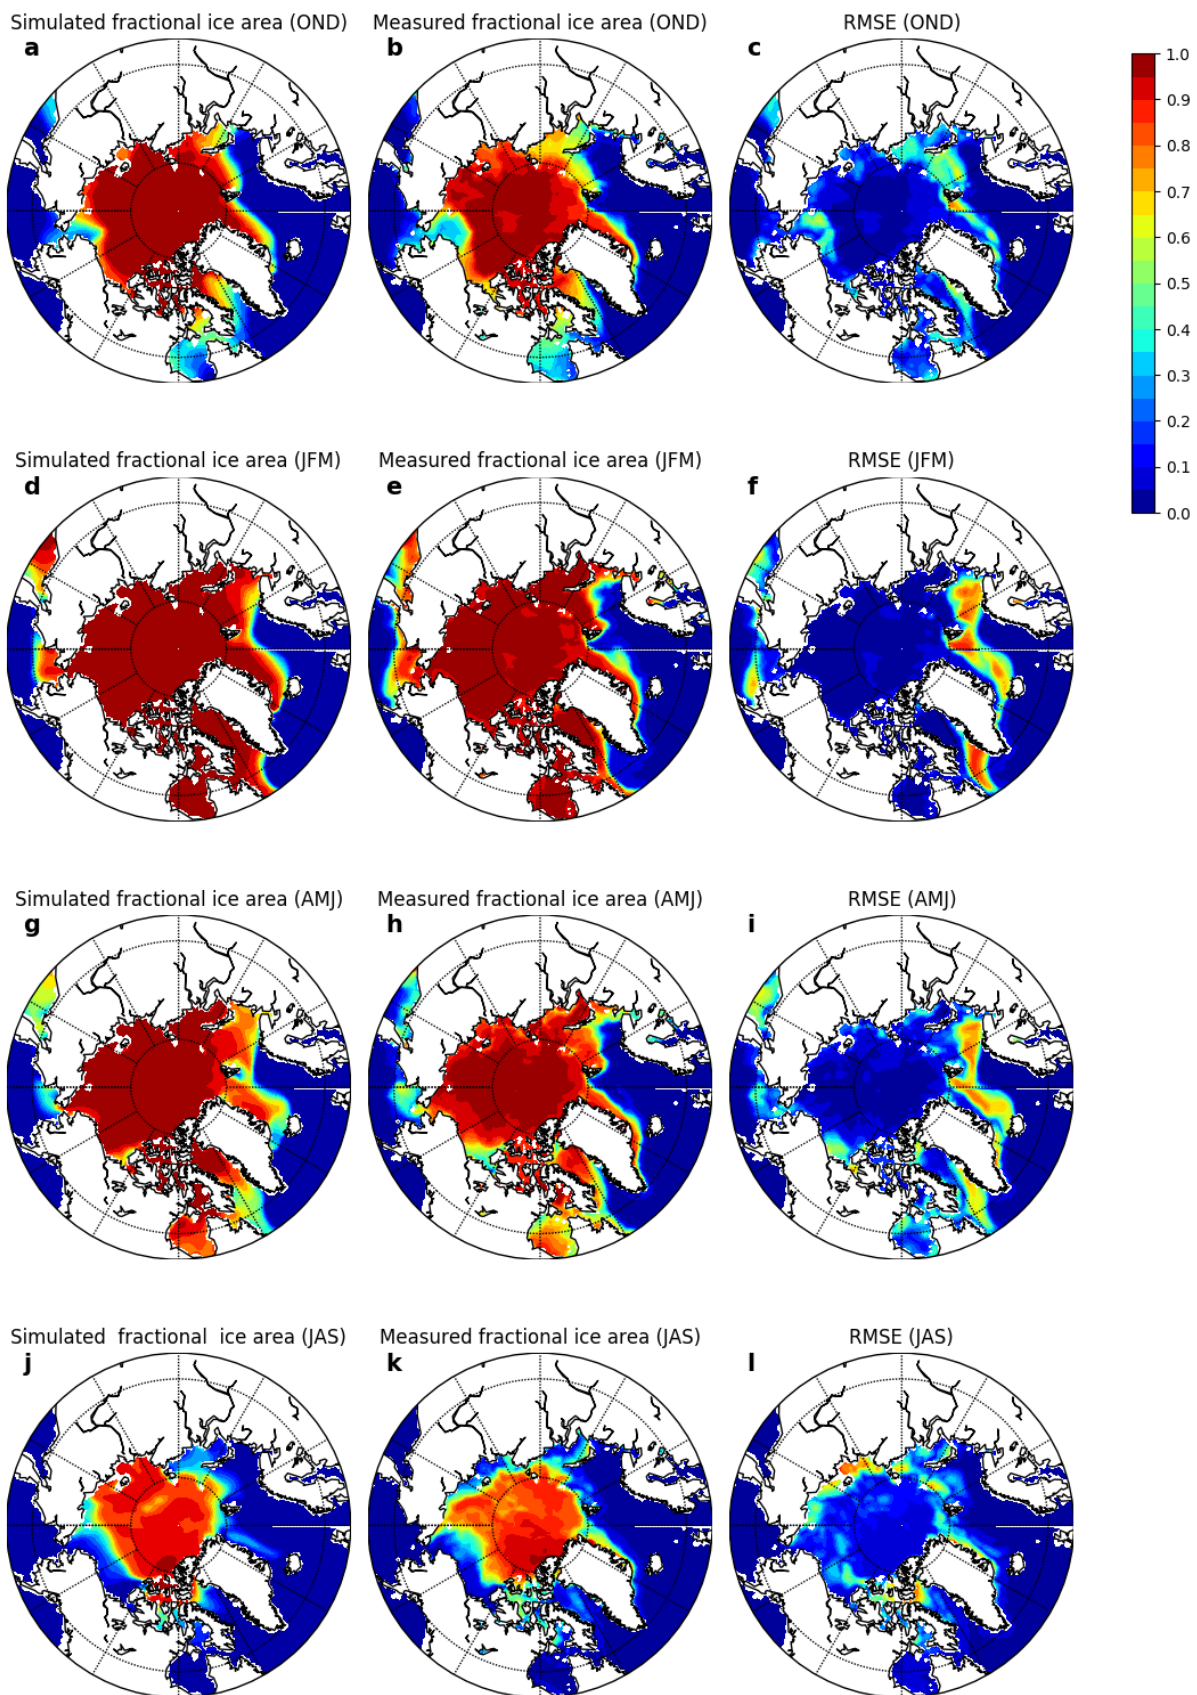 Simulated fractional ice area (OND) Measured fractional ice area (OND) RMSE (OND)
a b c
1.0
0.9
0.8
0.7
0.6
0.5
0.4
0.3
0.2
0.1
0.0
Simulated fractional ice area (JFM) Measured fractional ice area (JFM) RMSE (JFM)
d e f
Simulated fractional ice area (AMJ) Measured fractional ice area (AMJ) RMSE (AMJ)
g h i
Simulated  fractional  ice area (JAS) Measured fractional ice area (JAS) RMSE (JAS)
j k l